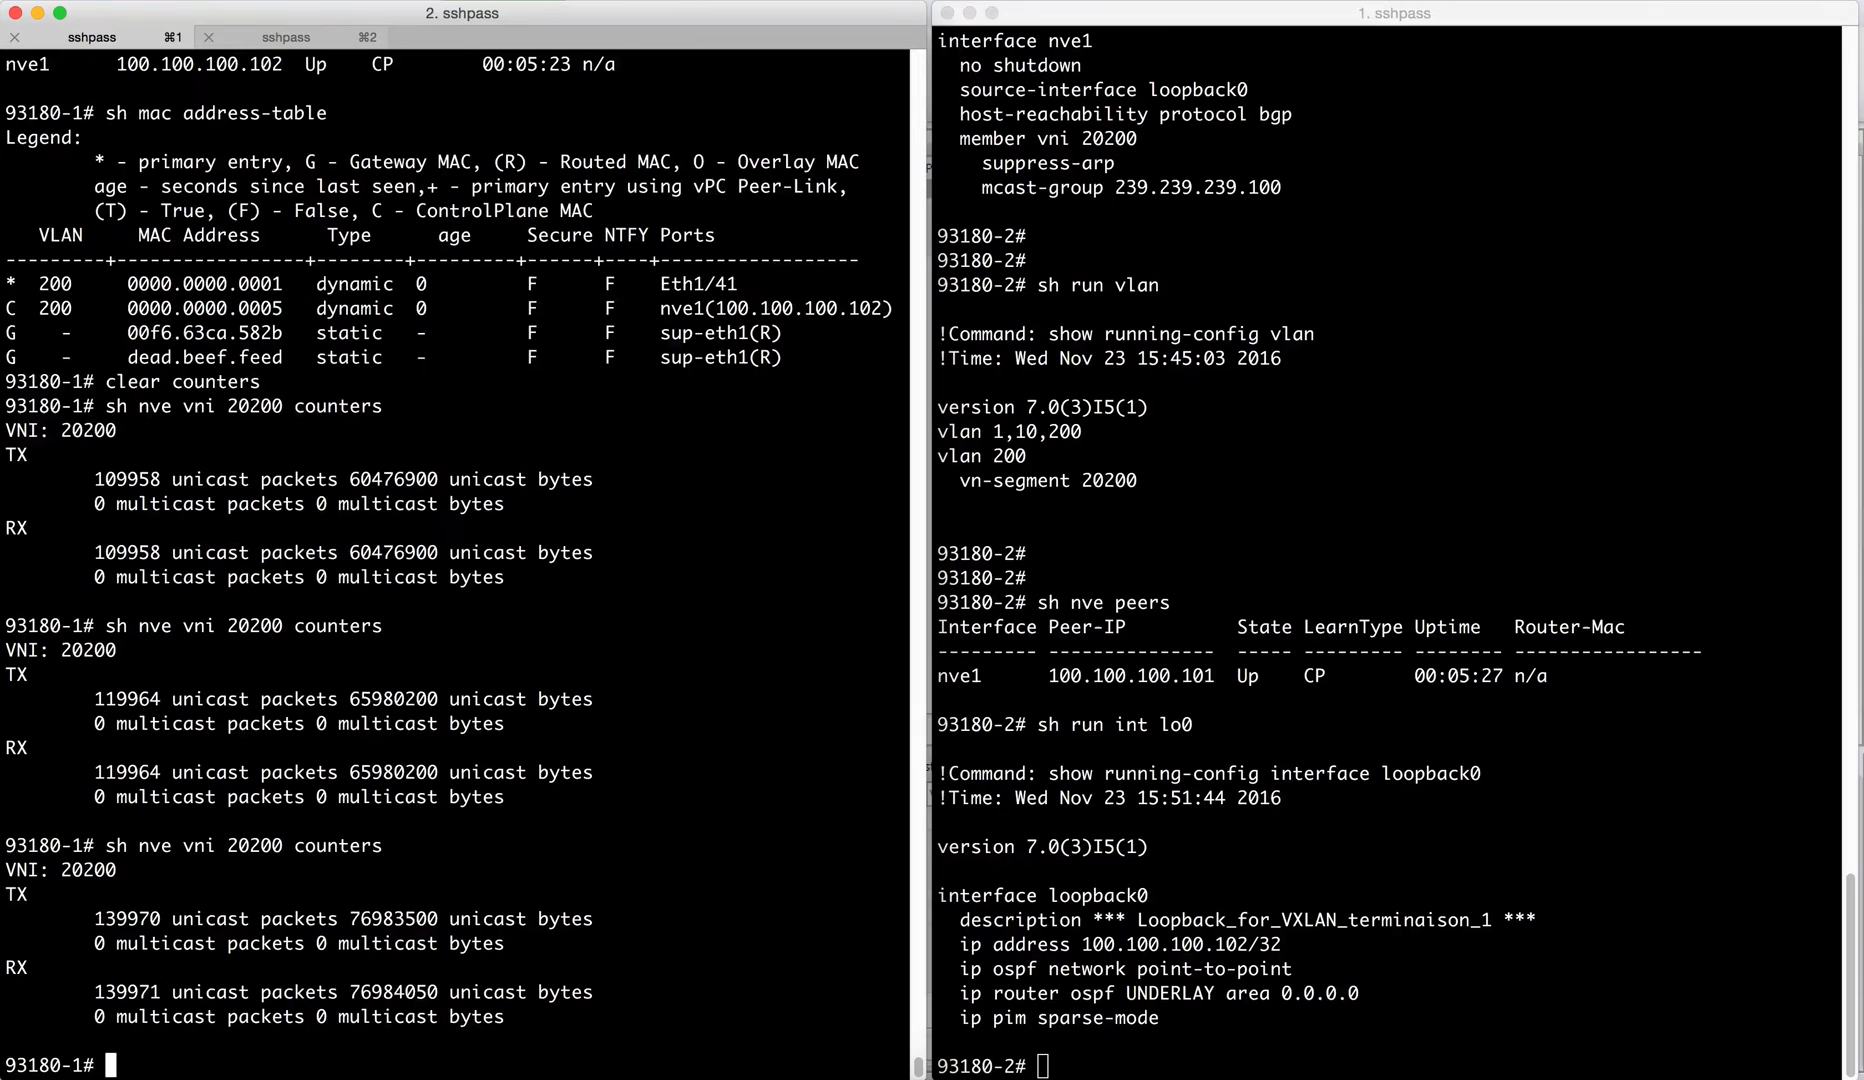 2. sshpass
sshpass ⌘1 sshpass ⌘2
nve1 100.100.100.102 Up CP 00:05:23 n/a
93180-1# sh mac address-table
Legend:
* - primary entry, G - Gateway MAC, (R) - Routed MAC, O - Overlay MAC
age - seconds since last seen,+ - primary entry using vPC Peer-Link,
(T) - True, (F) - False, C - ControlPlane MAC
VLAN MAC Address Type age Secure NTFY Ports
---------+-----------------+--------+---------+------+----+------------------
* 200 0000.0000.0001 dynamic 0 F F Eth1/41
C 200 0000.0000.0005 dynamic 0 F F nve1(100.100.100.102)
G - 00f6.63ca.582b static - F F sup-eth1(R)
G - dead.beef.feed static - F F sup-eth1(R)
93180-1# clear counters
93180-1# sh nve vni 20200 counters
VNI: 20200
TX
109958 unicast packets 60476900 unicast bytes
0 multicast packets 0 multicast bytes
RX
109958 unicast packets 60476900 unicast bytes
0 multicast packets 0 multicast bytes
93180-1# sh nve vni 20200 counters
VNI: 20200
TX
119964 unicast packets 65980200 unicast bytes
0 multicast packets 0 multicast bytes
RX
119964 unicast packets 65980200 unicast bytes
0 multicast packets 0 multicast bytes
93180-1# sh nve vni 20200 counters
VNI: 20200
TX
139970 unicast packets 76983500 unicast bytes
0 multicast packets 0 multicast bytes
RX
139971 unicast packets 76984050 unicast bytes
0 multicast packets 0 multicast bytes
93180-1#
1. sshpass
interface nve1
no shutdown
source-interface loopback0
host-reachability protocol bgp
member vni 20200
suppress-arp
mcast-group 239.239.239.100
93180-2#
93180-2#
93180-2# sh run vlan
!Command: show running-config vlan
!Time: Wed Nov 23 15:45:03 2016
version 7.0(3)I5(1)
vlan 1,10,200
vlan 200
vn-segment 20200
93180-2#
93180-2#
93180-2# sh nve peers
Interface Peer-IP State LearnType Uptime Router-Mac
--------- --------------- ----- --------- -------- -----------------
nve1 100.100.100.101 Up CP 00:05:27 n/a
93180-2# sh run int lo0
!Command: show running-config interface loopback0
!Time: Wed Nov 23 15:51:44 2016
version 7.0(3)I5(1)
interface loopback0
description *** Loopback_for_VXLAN_terminaison_1 ***
ip address 100.100.100.102/32
ip ospf network point-to-point
ip router ospf UNDERLAY area 0.0.0.0
ip pim sparse-mode
93180-2#